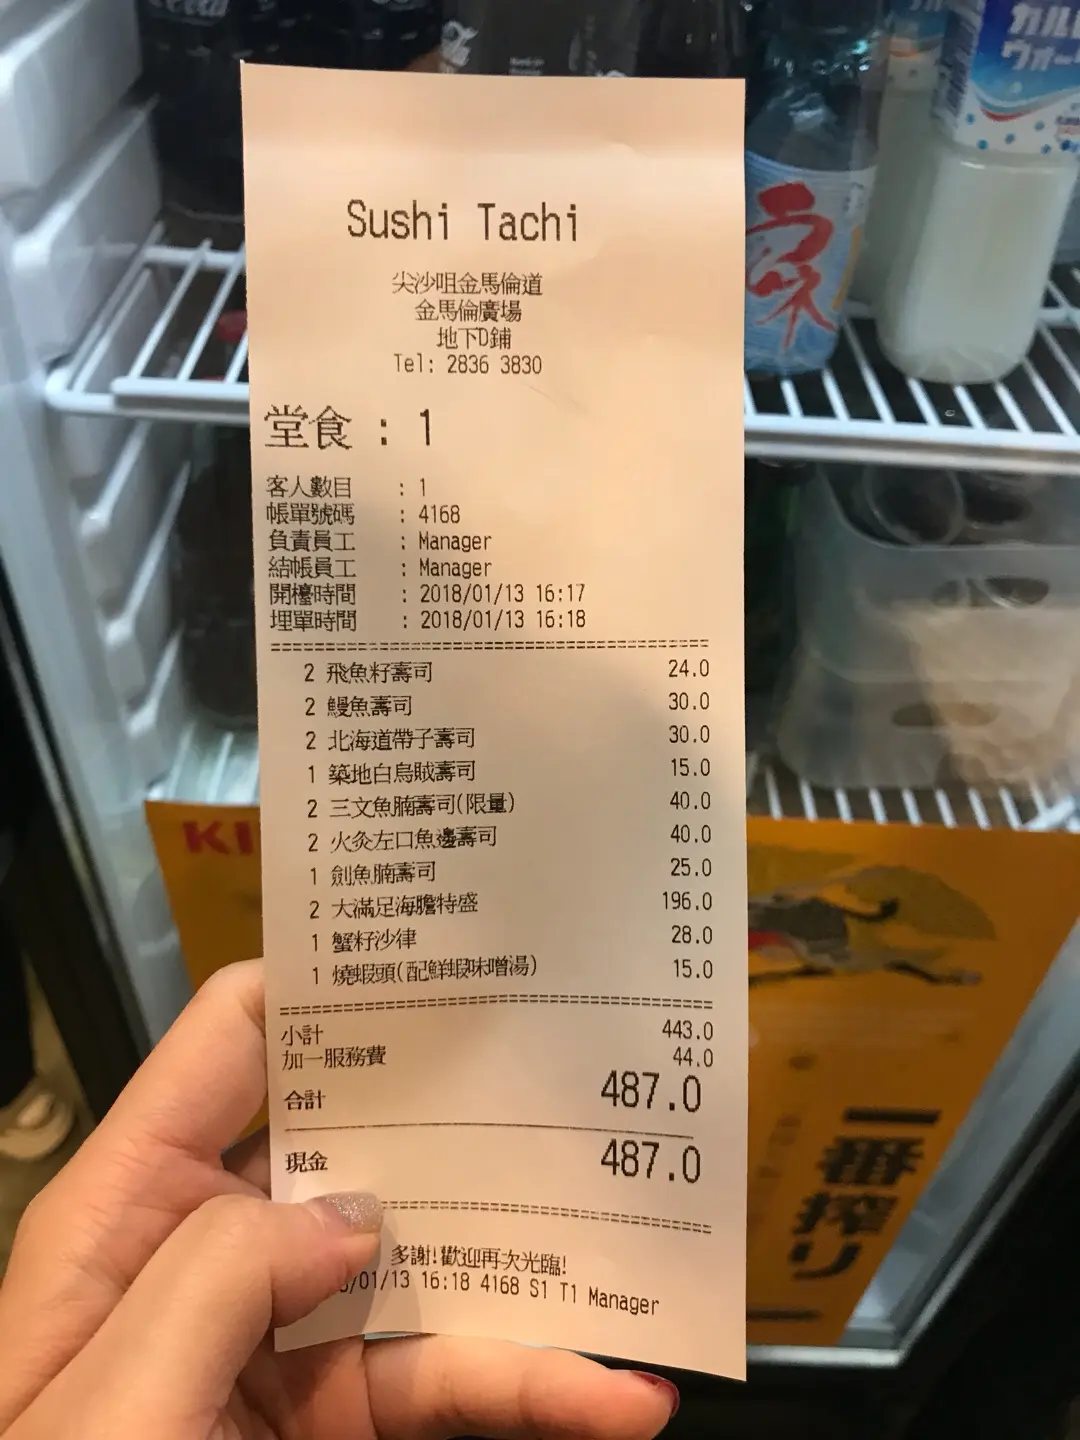 Sushi Tachi
尖沙咀金馬倫道
金馬倫廣場
地下D鋪
Tel: 2836 3830
堂食 : 1
客人數目 : 1
帳單號碼 : 4168
負責員工 : Manager
結帳員工 : Manager
開檯時間 : 2018/01/13 16:17
埋單時間 : 2018/01/13 16:18
2 飛魚籽壽司 24.0
2 鰻魚壽司 30.0
2 北海道帶子壽司 30.0
1 築地白烏賊壽司 15.0
2 三文魚腩壽司(限量) 40.0
2 火灸左口魚邊壽司 40.0
1 劍魚腩壽司 25.0
2 大滿足海膽特盛 196.0
1 蟹籽沙律 28.0
1 燒蝦頭(配鮮蝦味噌湯) 15.0
小計 443.0
加一服務費 44.0
合計 487.0
現金 487.0
多謝!歡迎再次光臨!
/01/13 16:18 4168 S1 T1 Manager
KI
一番搾り